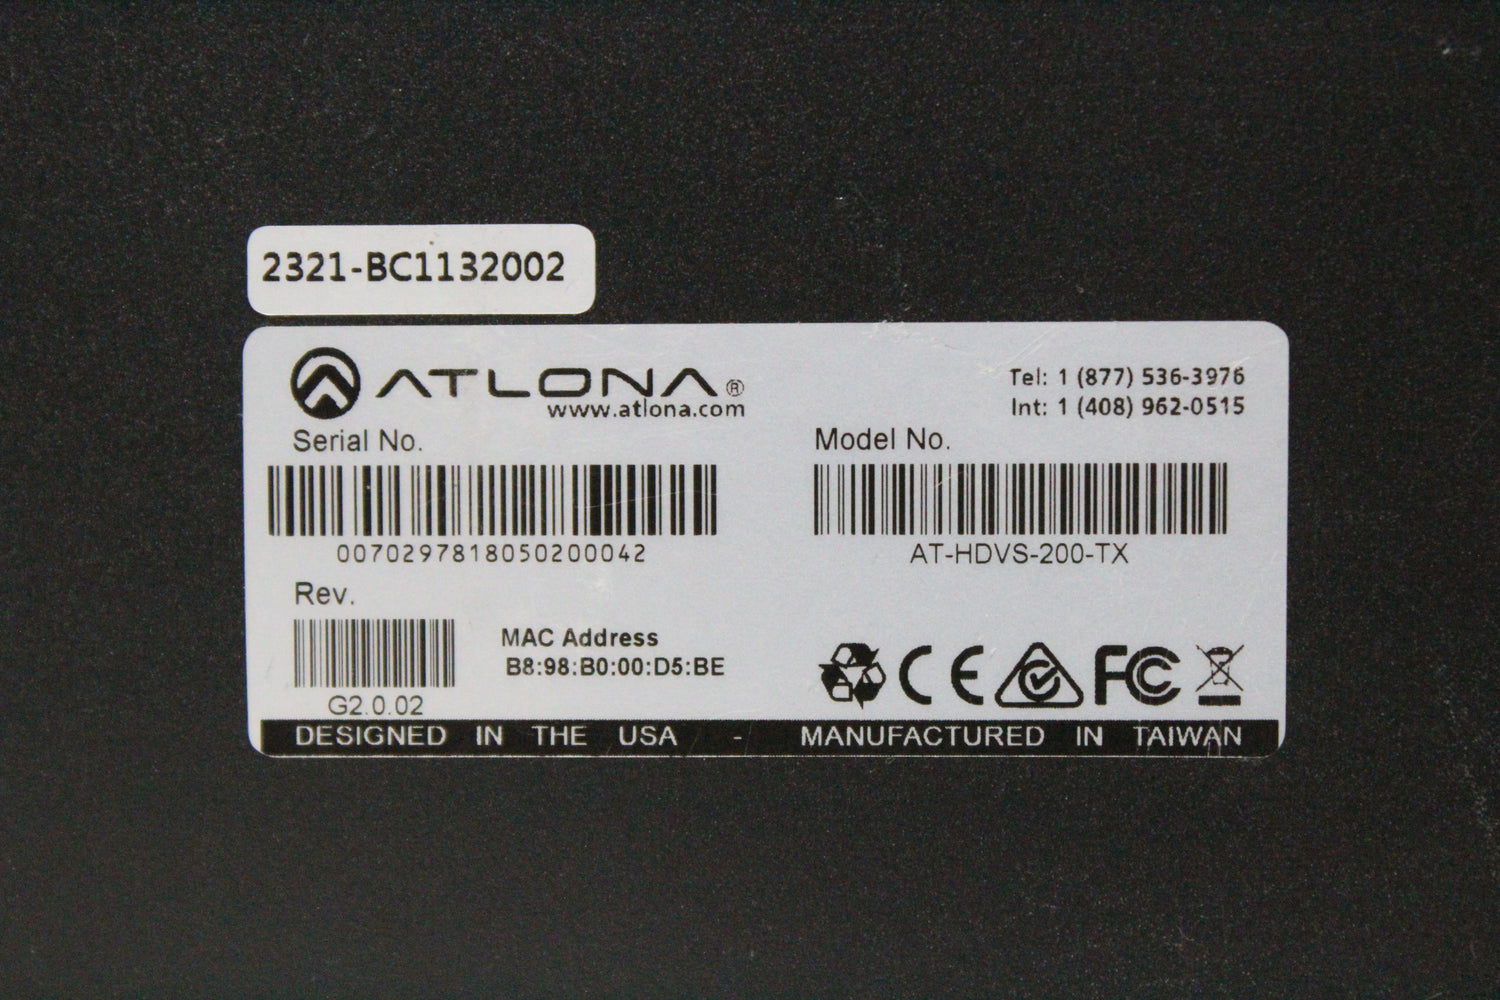 2321-BC1132002
ATLONA®
www.atlona.com
Tel: 1 (877) 536-3976
Int: 1 (408) 962-0515
Serial No.
0070297818050200042
Model No.
AT-HDVS-200-TX
Rev.
G2.0.02
MAC Address
B8:98:B0:00:D5:BE
CE
FC
DESIGNED IN THE USA - MANUFACTURED IN TAIWAN